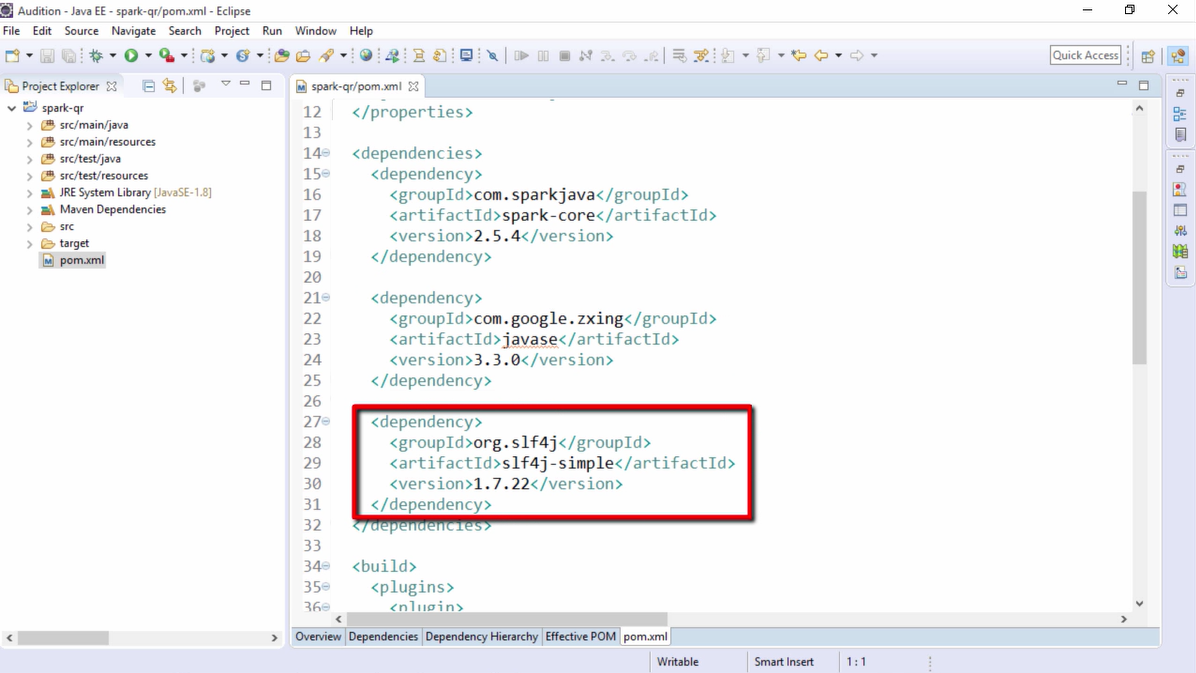 Audition - Java EE - spark-qr/pom.xml - Eclipse
File Edit Source Navigate Search Project Run Window Help
Quick Access
Project Explorer
spark-qr
src/main/java
src/main/resources
src/test/java
src/test/resources
JRE System Library [JavaSE-1.8]
Maven Dependencies
src
target
pom.xml
spark-qr/pom.xml
12 </properties>
13
14 <dependencies>
15 <dependency>
16 <groupId>com.sparkjava</groupId>
17 <artifactId>spark-core</artifactId>
18 <version>2.5.4</version>
19 </dependency>
20
21 <dependency>
22 <groupId>com.google.zxing</groupId>
23 <artifactId>javase</artifactId>
24 <version>3.3.0</version>
25 </dependency>
26
27 <dependency>
28 <groupId>org.slf4j</groupId>
29 <artifactId>slf4j-simple</artifactId>
30 <version>1.7.22</version>
31 </dependency>
32 </dependencies>
33
34 <build>
35 <plugins>
36 <plugin>
Overview Dependencies Dependency Hierarchy Effective POM pom.xml
Writable Smart Insert 1 : 1